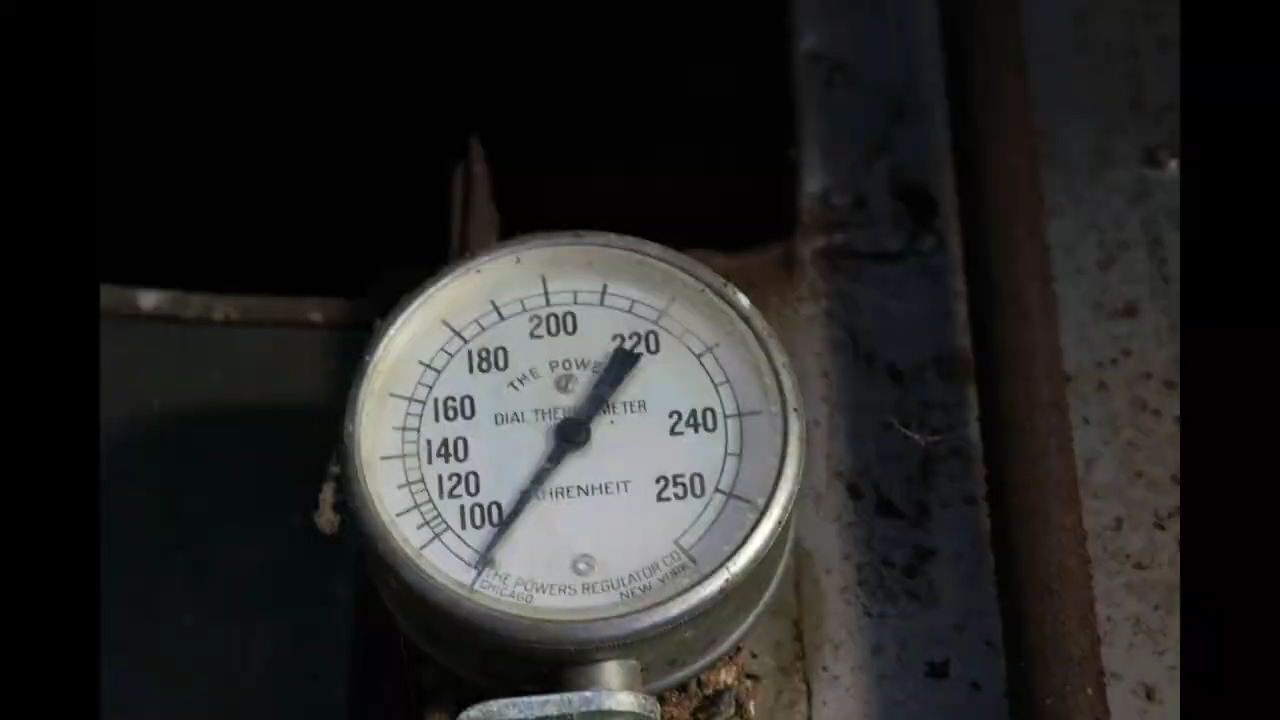 200
180
220
THE POWE
160
DIAL THE METER
240
140
120
250
100
FAHRENHEIT
THE POWERS REGULATOR CO
CHICAGO
NEW YORK